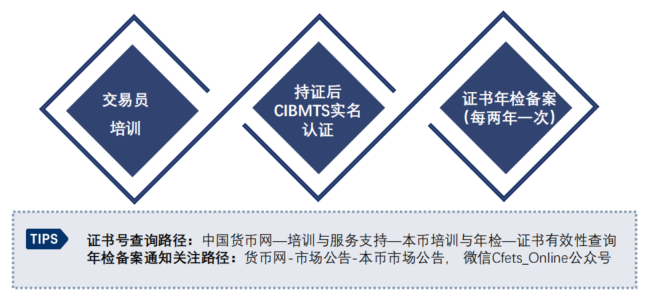 交易员
培训
持证后
CIBMTS实名
认证
证书年检备案
(每两年一次)
TIPS
证书号查询路径：中国货币网—培训与服务支持—本币培训与年检—证书有效性查询
年检备案通知关注路径：货币网-市场公告-本币市场公告， 微信Cfets_Online公众号